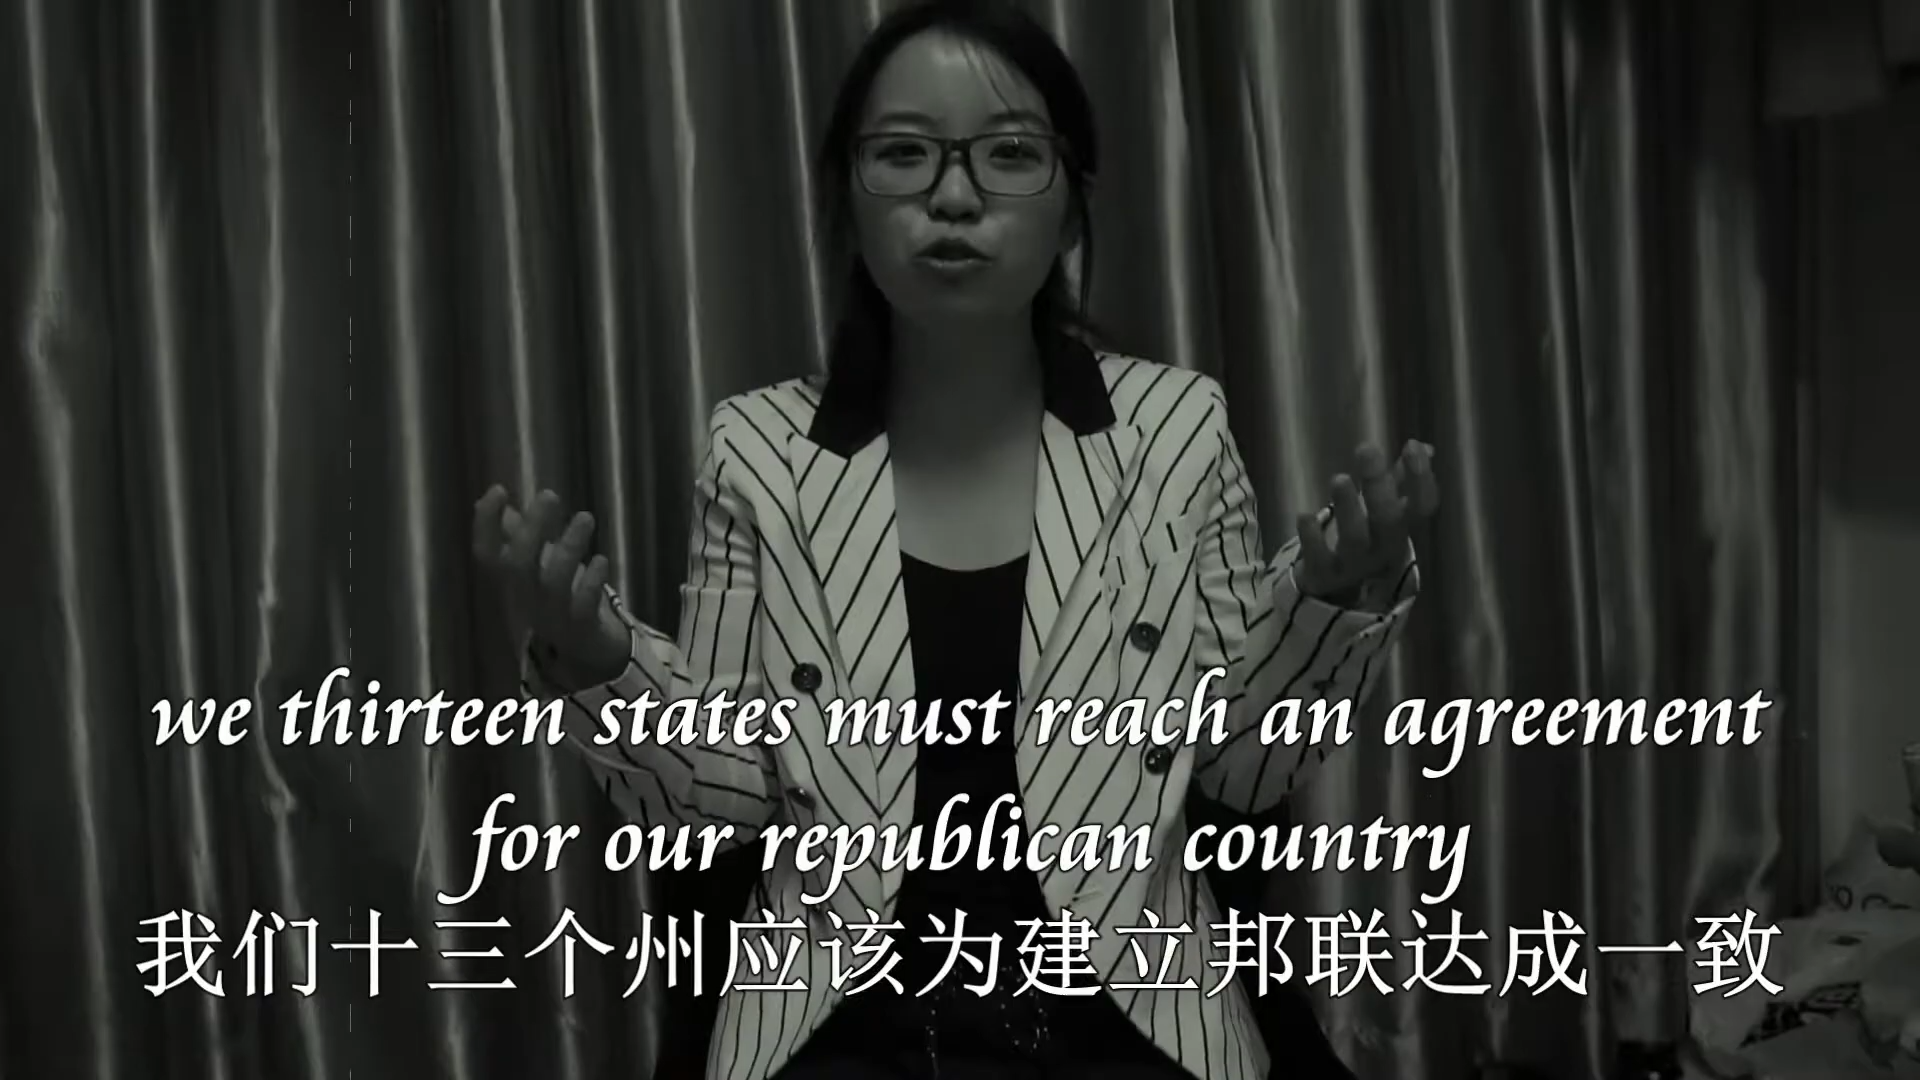 we thirteen states must reach an agreement
for our republican country
我们十三个州应该为建立邦联达成一致